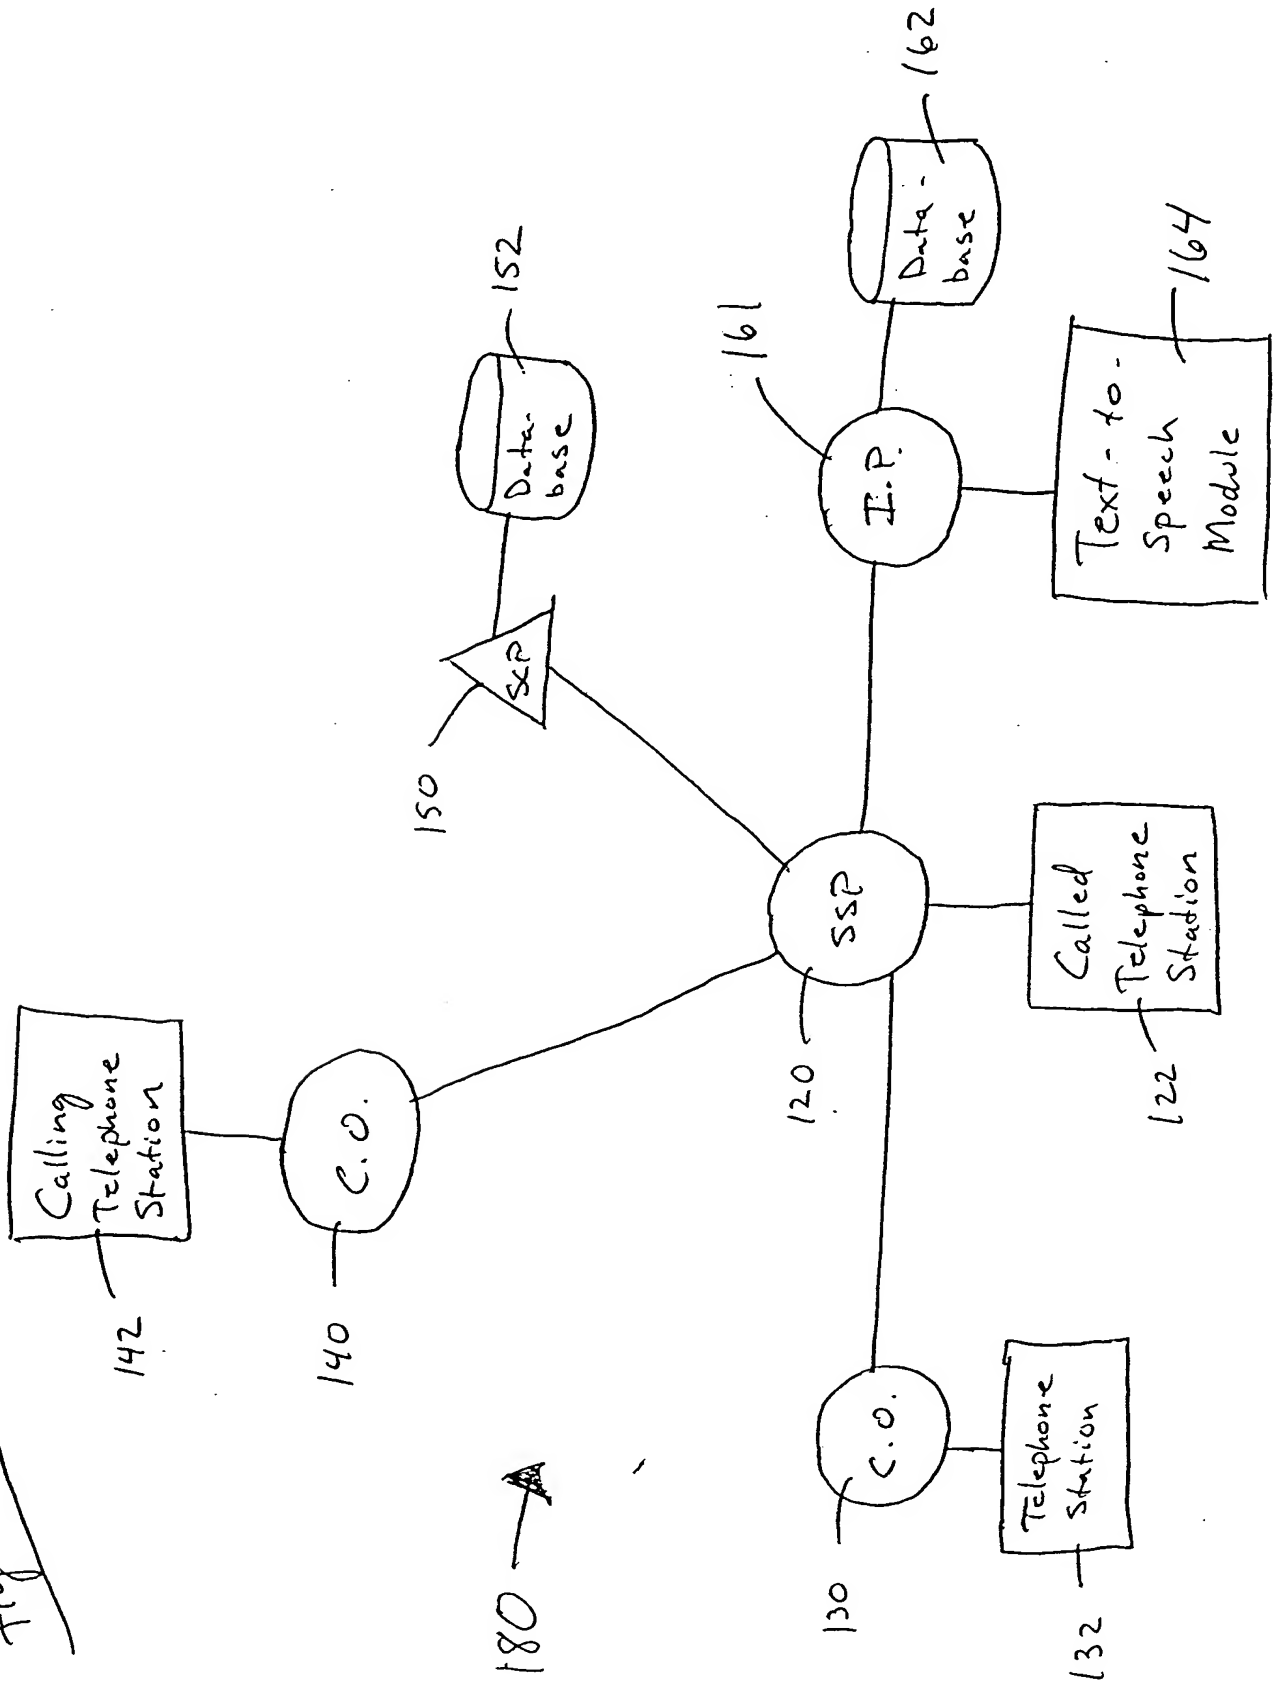 Fig
Calling
Telephone
Station
142
C.O.
140
150
SCP
Data-
base
152
180
161
I.P.
Data-
base
162
120
SSP
130
C.O.
Telephone
Station
132
Called
Telephone
Station
122
Text-to-
Speech
Module
164